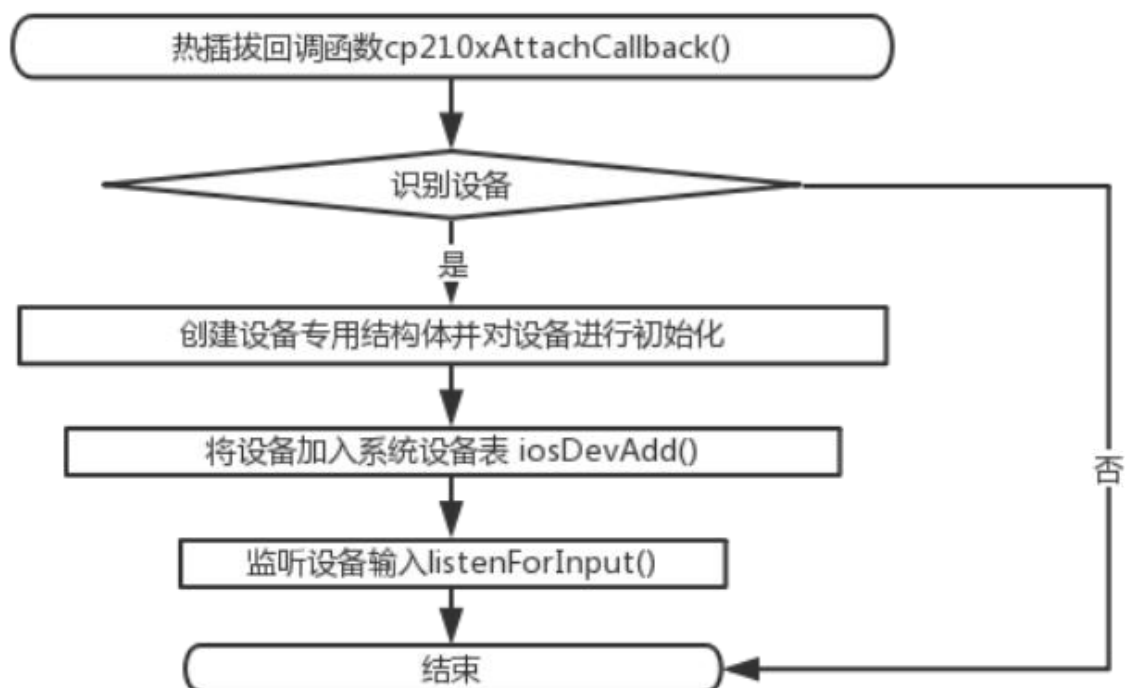 热插拔回调函数cp210xAttachCallback()
识别设备
是
创建设备专用结构体并对设备进行初始化
将设备加入系统设备表 iosDevAdd()
否
监听设备输入listenForInput()
结束